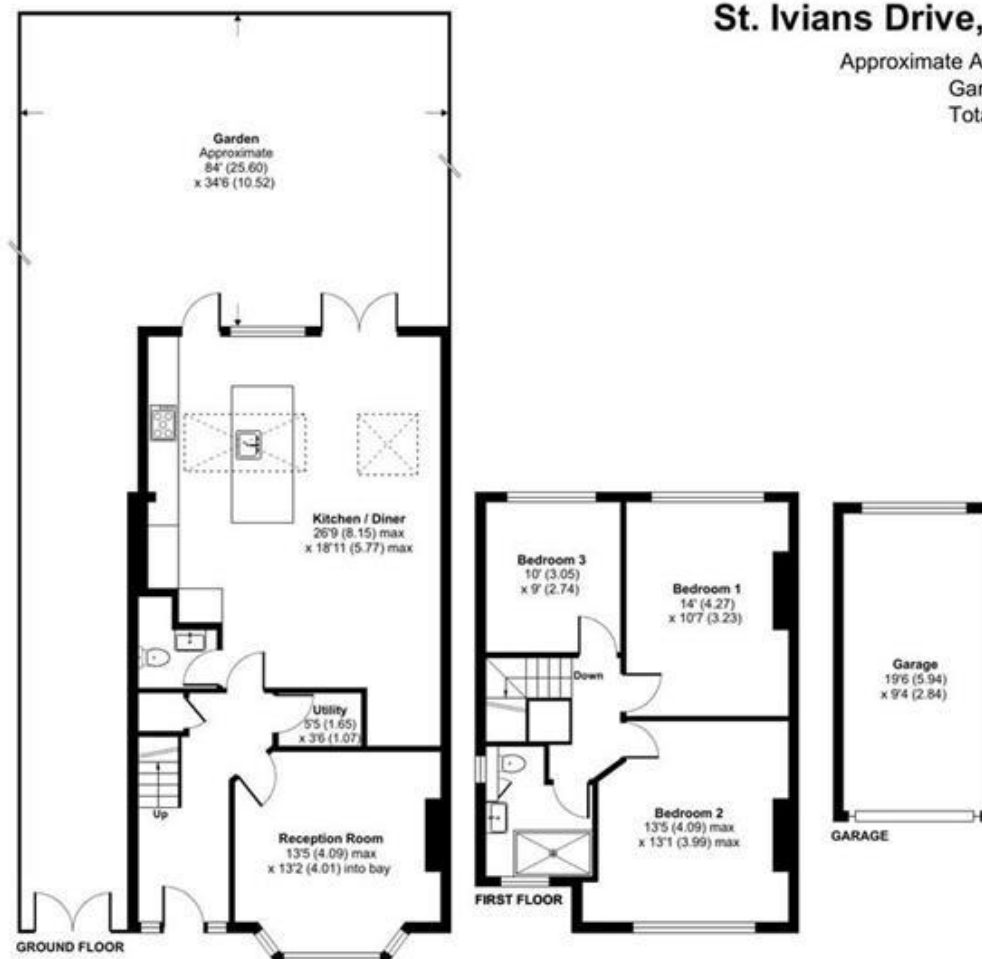 St. Ivians Drive,
Approximate A
Gar
Tota
Garden
Approximate
84' (25.60)
x 34'6 (10.52)
Kitchen / Diner
26'9 (8.15) max
x 18'11 (5.77) max
Utility
5'5 (1.65)
x 3'6 (1.07)
Up
Reception Room
13'5 (4.09) max
x 13'2 (4.01) into bay
GROUND FLOOR
Bedroom 3
10' (3.05)
x 9' (2.74)
Bedroom 1
14' (4.27)
x 10'7 (3.23)
Down
Bedroom 2
13'5 (4.09) max
x 13'1 (3.99) max
FIRST FLOOR
Garage
19'6 (5.94)
x 9'4 (2.84)
GARAGE